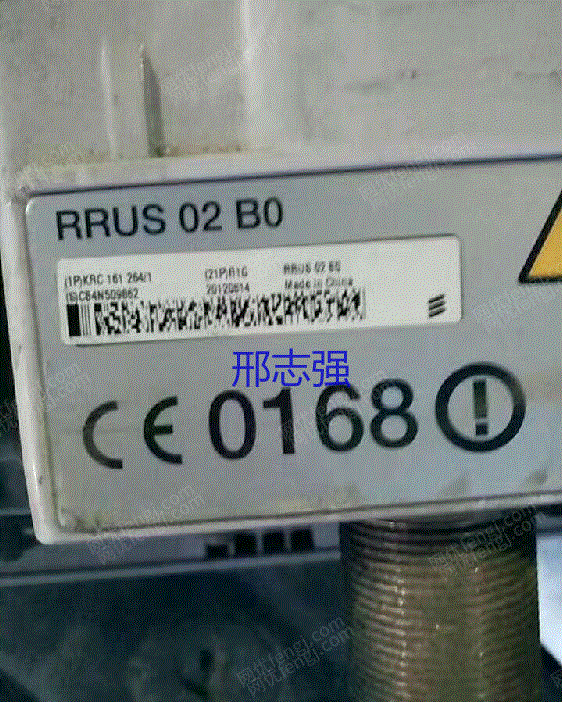 RRUS 02 B0
(1P)KRC 161 264/1 (21P)R1G RRUS 02 B0
(S)C84N509862 20120814 Made in China
邢志强
CE 0168